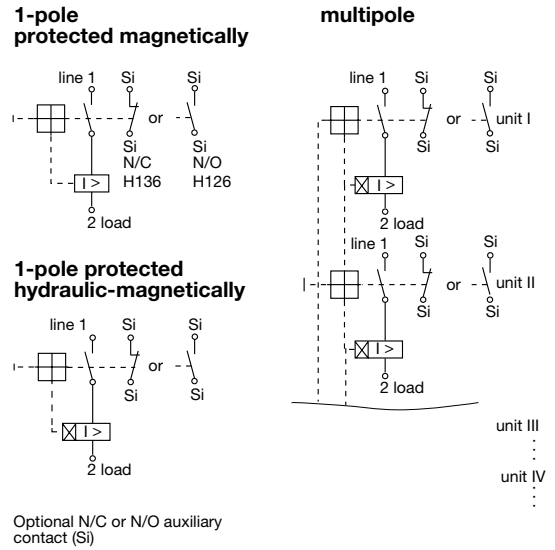 1-pole
protected magnetically
line 1
Si
Si
or
Si
N/C
H136
Si
N/O
H126
I >
2 load
1-pole protected
hydraulic-magnetically
line 1
Si
Si
or
Si
Si
I >
2 load
Optional N/C or N/O auxiliary
contact (Si)
multipole
line 1
Si
Si
or
unit I
Si
Si
I >
2 load
line 1
Si
Si
or
unit II
Si
Si
I >
2 load
unit III
unit IV